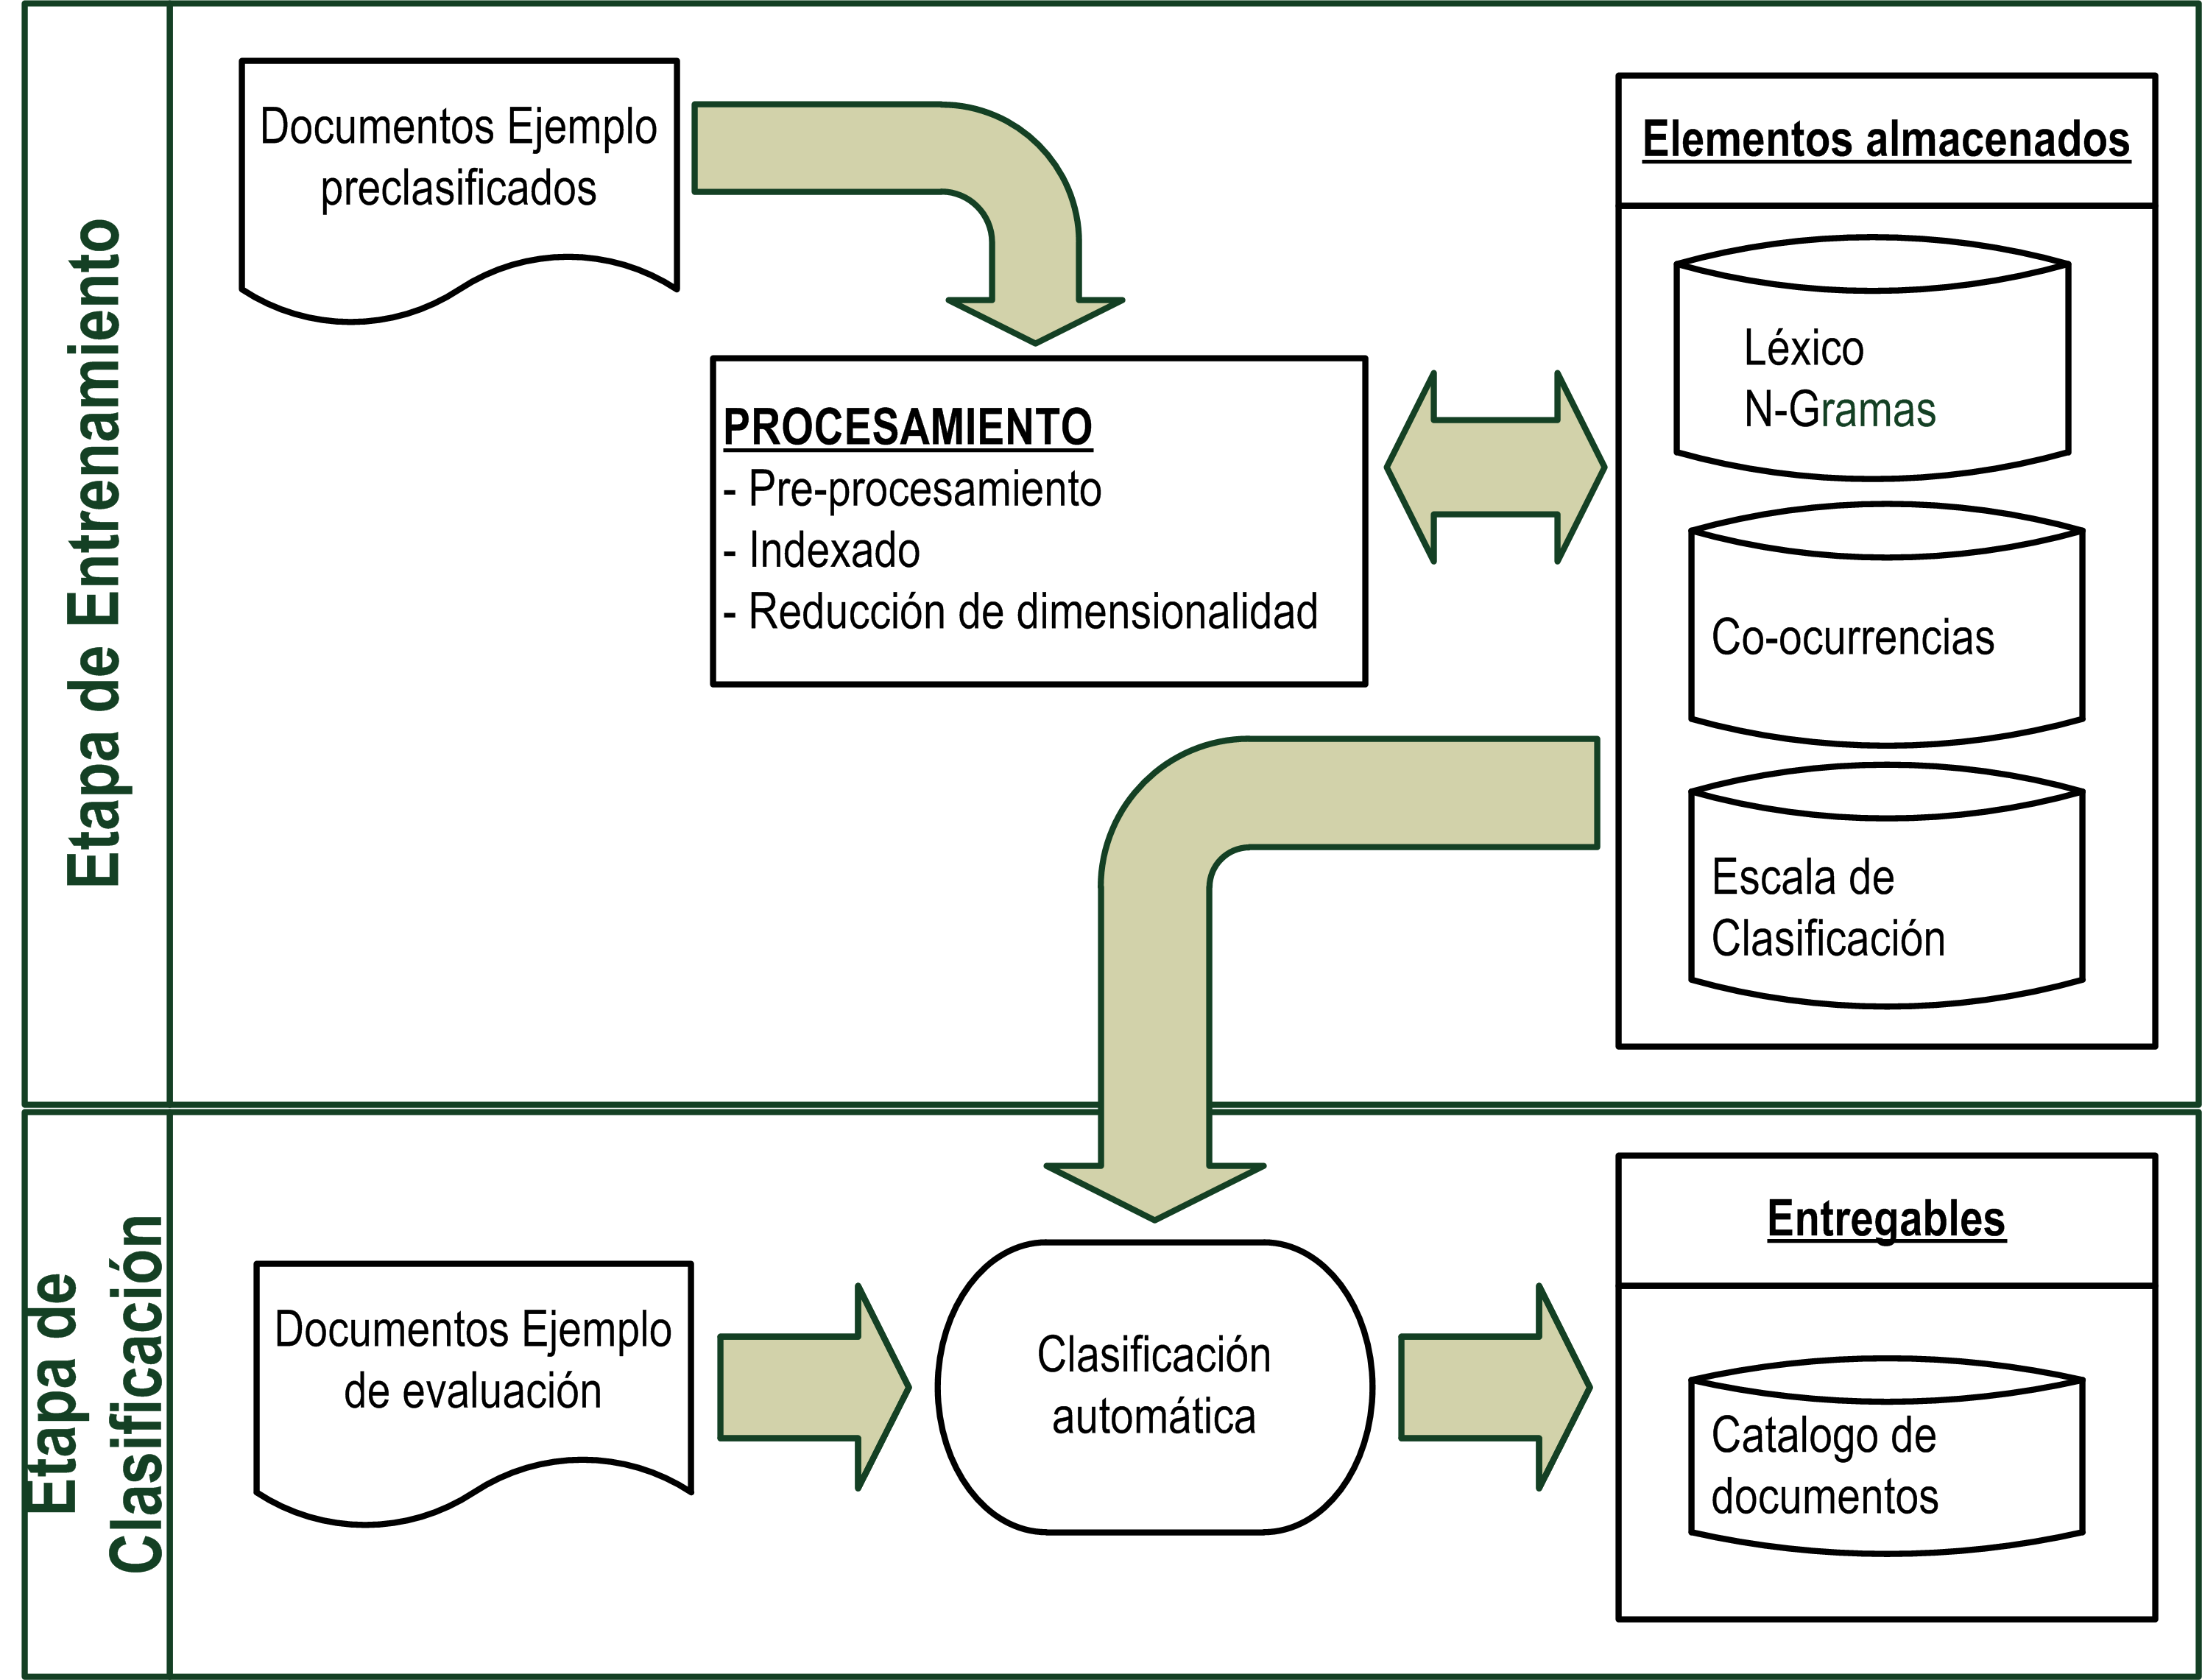 Etapa de Entrenamiento
Documentos Ejemplo
preclasificados
PROCESAMIENTO
- Pre-procesamiento
- Indexado
- Reducción de dimensionalidad
Elementos almacenados
Léxico
N-Gramas
Co-ocurrencias
Escala de
Clasificación
Etapa de
Clasificación
Documentos Ejemplo
de evaluación
Clasificación
automática
Entregables
Catalogo de
documentos